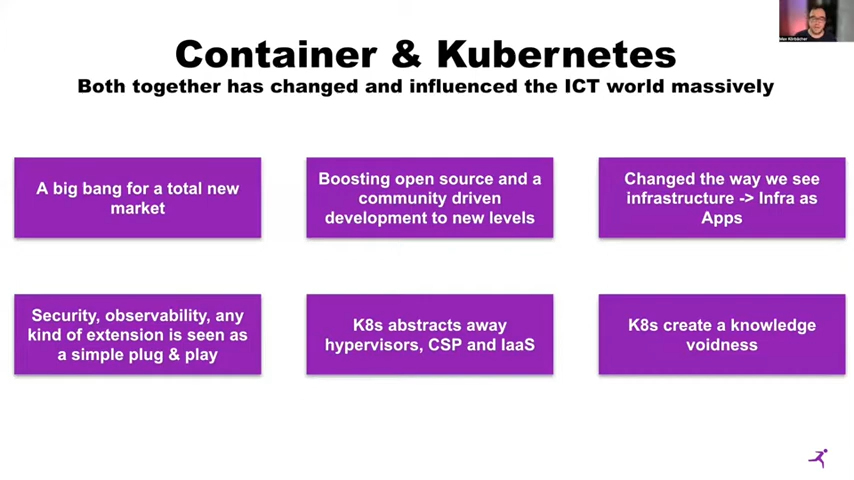 Container & Kubernetes
Both together has changed and influenced the ICT world massively
A big bang for a total new
market
Boosting open source and a
community driven
development to new levels
Changed the way we see
infrastructure -> Infra as
Apps
Security, observability, any
kind of extension is seen as
a simple plug & play
K8s abstracts away
hypervisors, CSP and IaaS
K8s create a knowledge
voidness
Max Körbächer